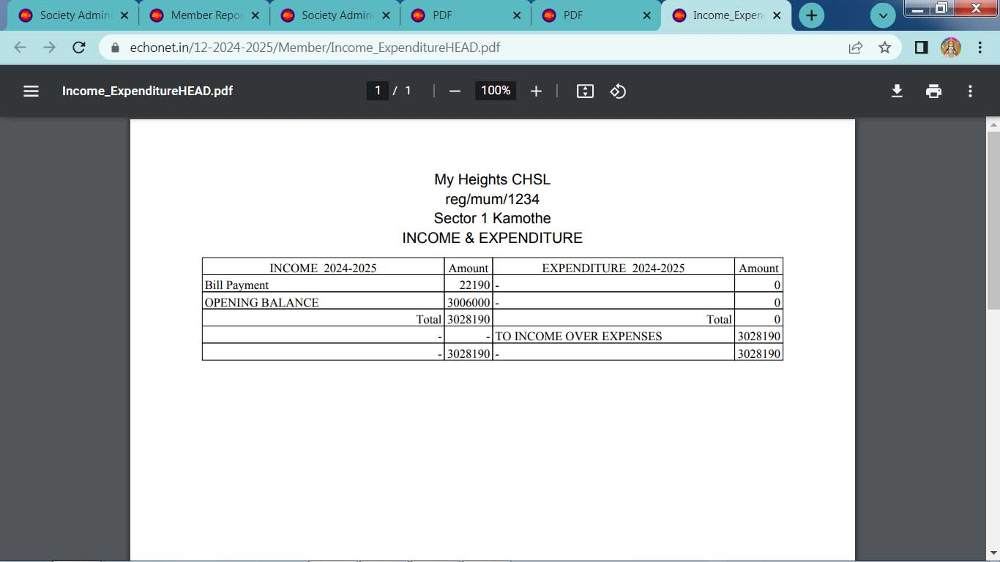 Society Admin
Member Repor
Society Admin
PDF
PDF
Income_Expen
echonet.in/12-2024-2025/Member/Income_ExpenditureHEAD.pdf
Income_ExpenditureHEAD.pdf
1 / 1
100%
My Heights CHSL
reg/mum/1234
Sector 1 Kamothe
INCOME & EXPENDITURE
INCOME 2024-2025 Amount EXPENDITURE 2024-2025 Amount
Bill Payment 22190 - 0
OPENING BALANCE 3006000 - 0
Total 3028190 Total 0
- - TO INCOME OVER EXPENSES 3028190
- 3028190 - 3028190